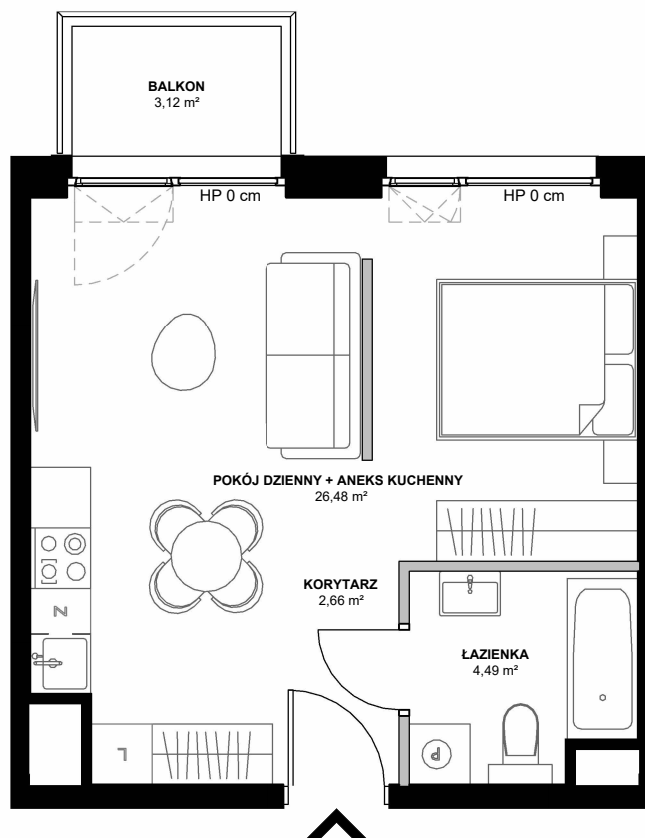 BALKON
3,12 m²
HP 0 cm
HP 0 cm
POKÓJ DZIENNY + ANEKS KUCHENNY
26,48 m²
KORYTARZ
2,66 m²
ŁAZIENKA
4,49 m²
Z
L
P